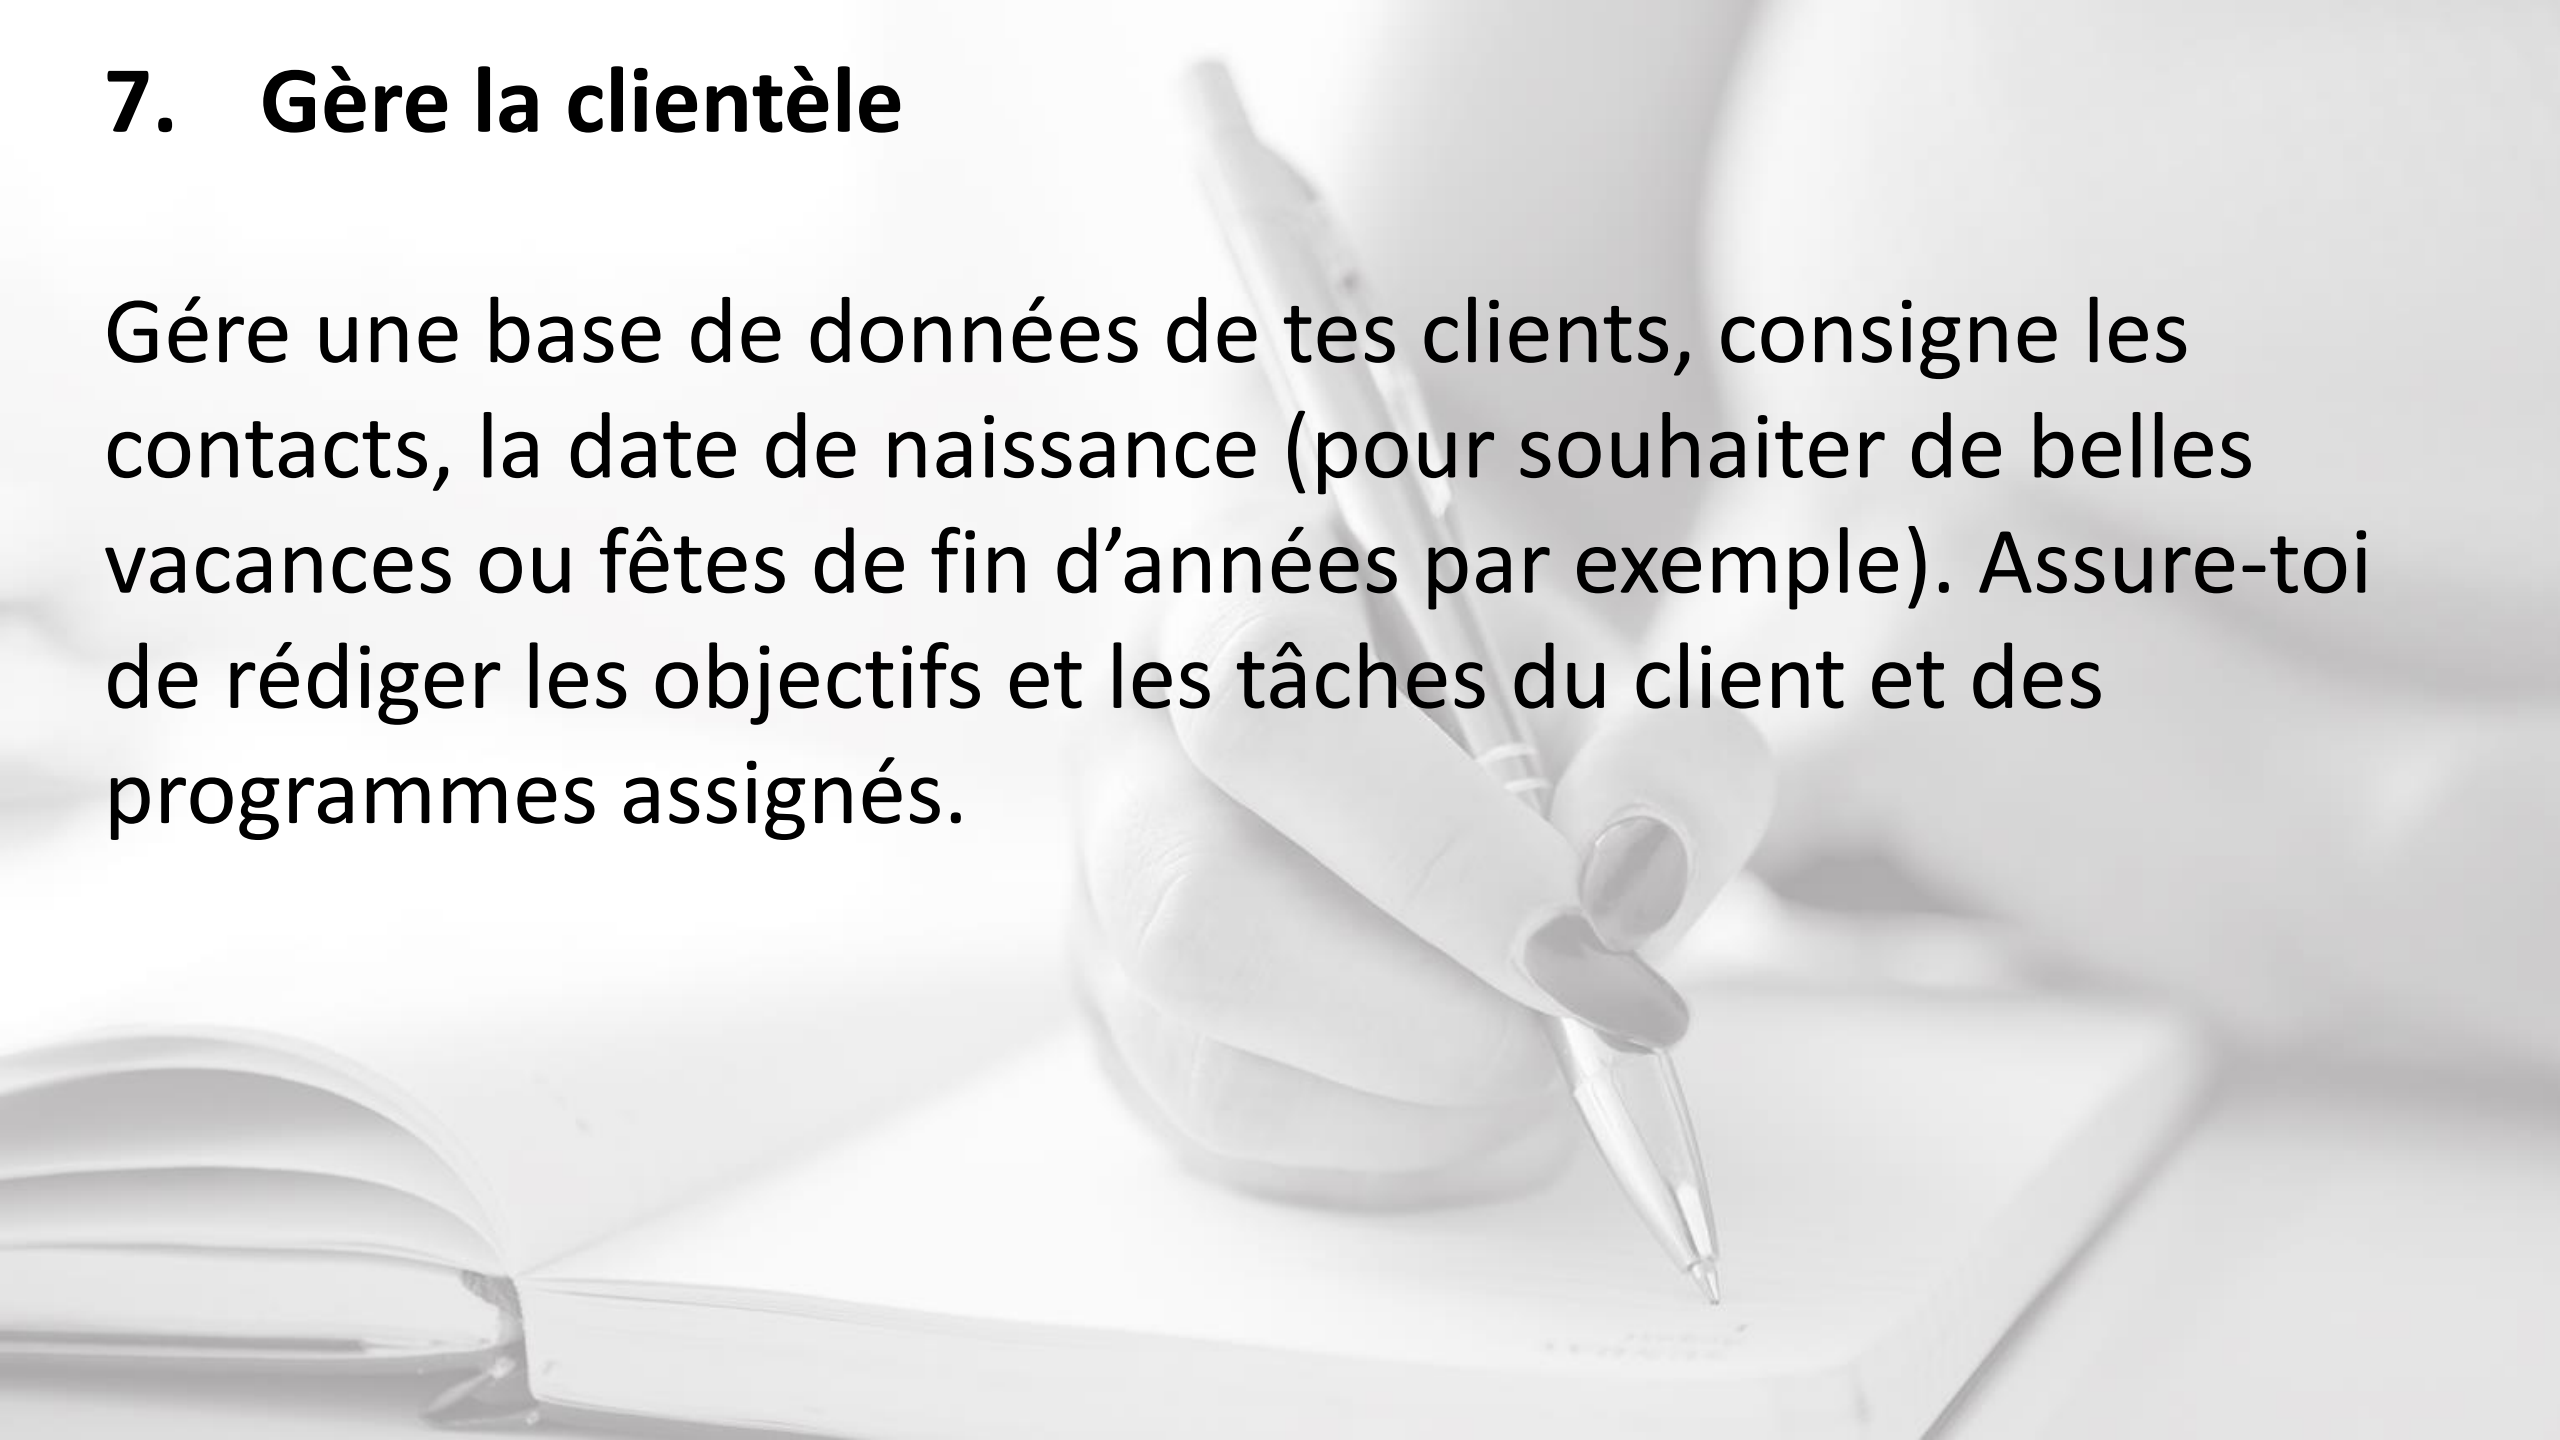 7. Gère la clientèle
Gére une base de données de tes clients, consigne les
contacts, la date de naissance (pour souhaiter de belles
vacances ou fêtes de fin d’années par exemple). Assure-toi
de rédiger les objectifs et les tâches du client et des
programmes assignés.